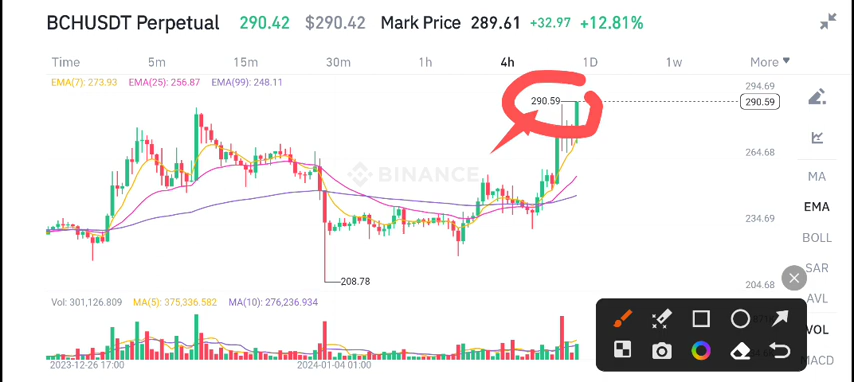 BCHUSDT Perpetual 290.42 $290.42 Mark Price 289.61 +32.97 +12.81%
Time 5m 15m 30m 1h 4h 1D 1w More
EMA(7): 273.93 EMA(25): 256.87 EMA(99): 248.11
294.69
290.59
290.59
264.68
BINANCE
MA
EMA
234.69
BOLL
SAR
208.78
204.68
AVL
Vol: 301,126.809 MA(5): 375,336.582 MA(10): 276,236.934
VOL
MACD
2023-12-26 17:00 2024-01-04 01:00